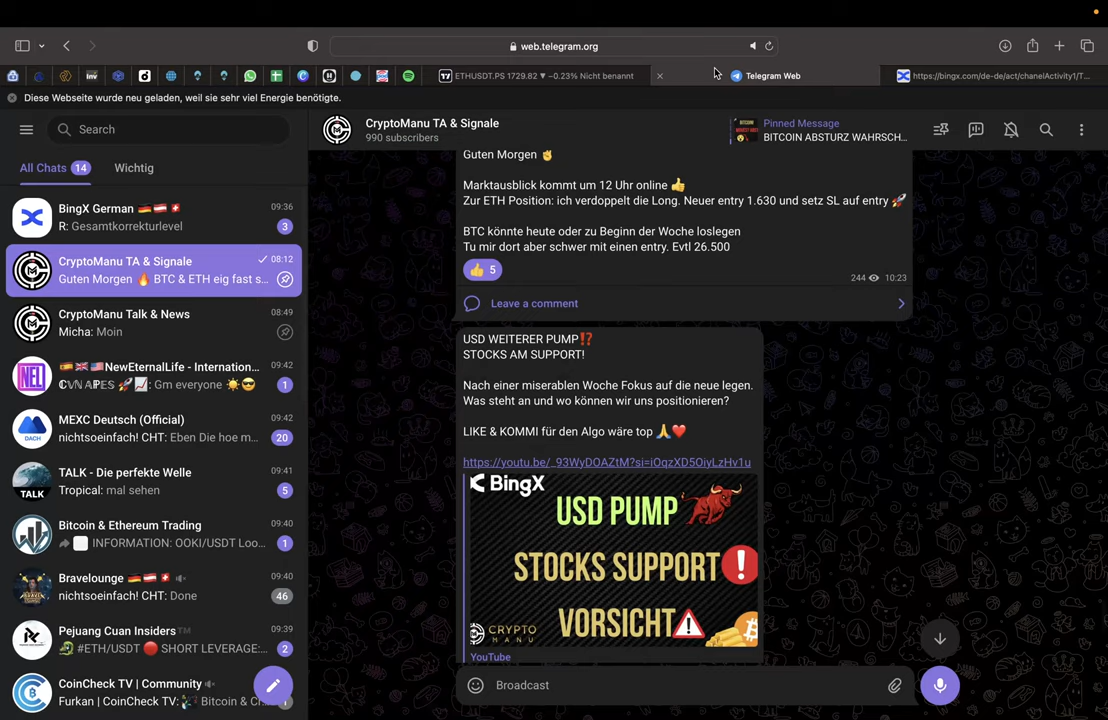 web.telegram.org
ETHUSDT.PS 1729.82 ▼ −0.23% Nicht benannt
Telegram Web
https://bingx.com/de-de/act/chanelActivity1/T...
Diese Webseite wurde neu geladen, weil sie sehr viel Energie benötigte.
Search
All Chats 14
Wichtig
BingX German 🇩🇪🇦🇹🇨🇭 09:36
R: Gesamtkorrekturlevel 3
CryptoManu TA & Signale 08:12
Guten Morgen 🔥 BTC & ETH eig fast s...
CryptoManu Talk & News 08:49
Micha: Moin
🇪🇸🇬🇧🇺🇸NewEternalLife - Internation... 09:42
ℂ𝕍ℕ 𝔸ℙ𝔼𝕊 🚀📈: Gm everyone ☀️😎 1
MEXC Deutsch (Official) 09:42
nichtsoeinfach! CHT: Eben Die hoe m... 20
TALK - Die perfekte Welle 09:41
Tropical: mal sehen 5
TALK
Bitcoin & Ethereum Trading 09:40
INFORMATION: OOKI/USDT Loo... 1
Bravelounge 🇩🇪🇦🇹🇨🇭 09:40
nichtsoeinfach! CHT: Done 46
Pejuang Cuan Insiders™ 09:39
🐲 #ETH/USDT 🔴 SHORT LEVERAGE:... 2
CoinCheck TV | Community
Furkan | CoinCheck TV:
CryptoManu TA & Signale
990 subscribers
Pinned Message
BITCOIN ABSTURZ WAHRSCH...
Guten Morgen ✌️
Marktausblick kommt um 12 Uhr online 👍
Zur ETH Position: ich verdoppelt die Long. Neuer entry 1.630 und setz SL auf entry 🚀
BTC könnte heute oder zu Beginn der Woche loslegen
Tu mir dort aber schwer mit einen entry. Evtl 26.500
👍 5
244 10:23
Leave a comment
USD WEITERER PUMP⁉️
STOCKS AM SUPPORT!
Nach einer miserablen Woche Fokus auf die neue legen.
Was steht an und wo können wir uns positionieren?
LIKE & KOMMI für den Algo wäre top 🙏❤️
https://youtu.be/_93WyDOAZtM?si=iOqzXD5OiyLzHv1u
BingX
USD PUMP
STOCKS SUPPORT❗
VORSICHT⚠️
CRYPTO
MANU
YouTube
Broadcast